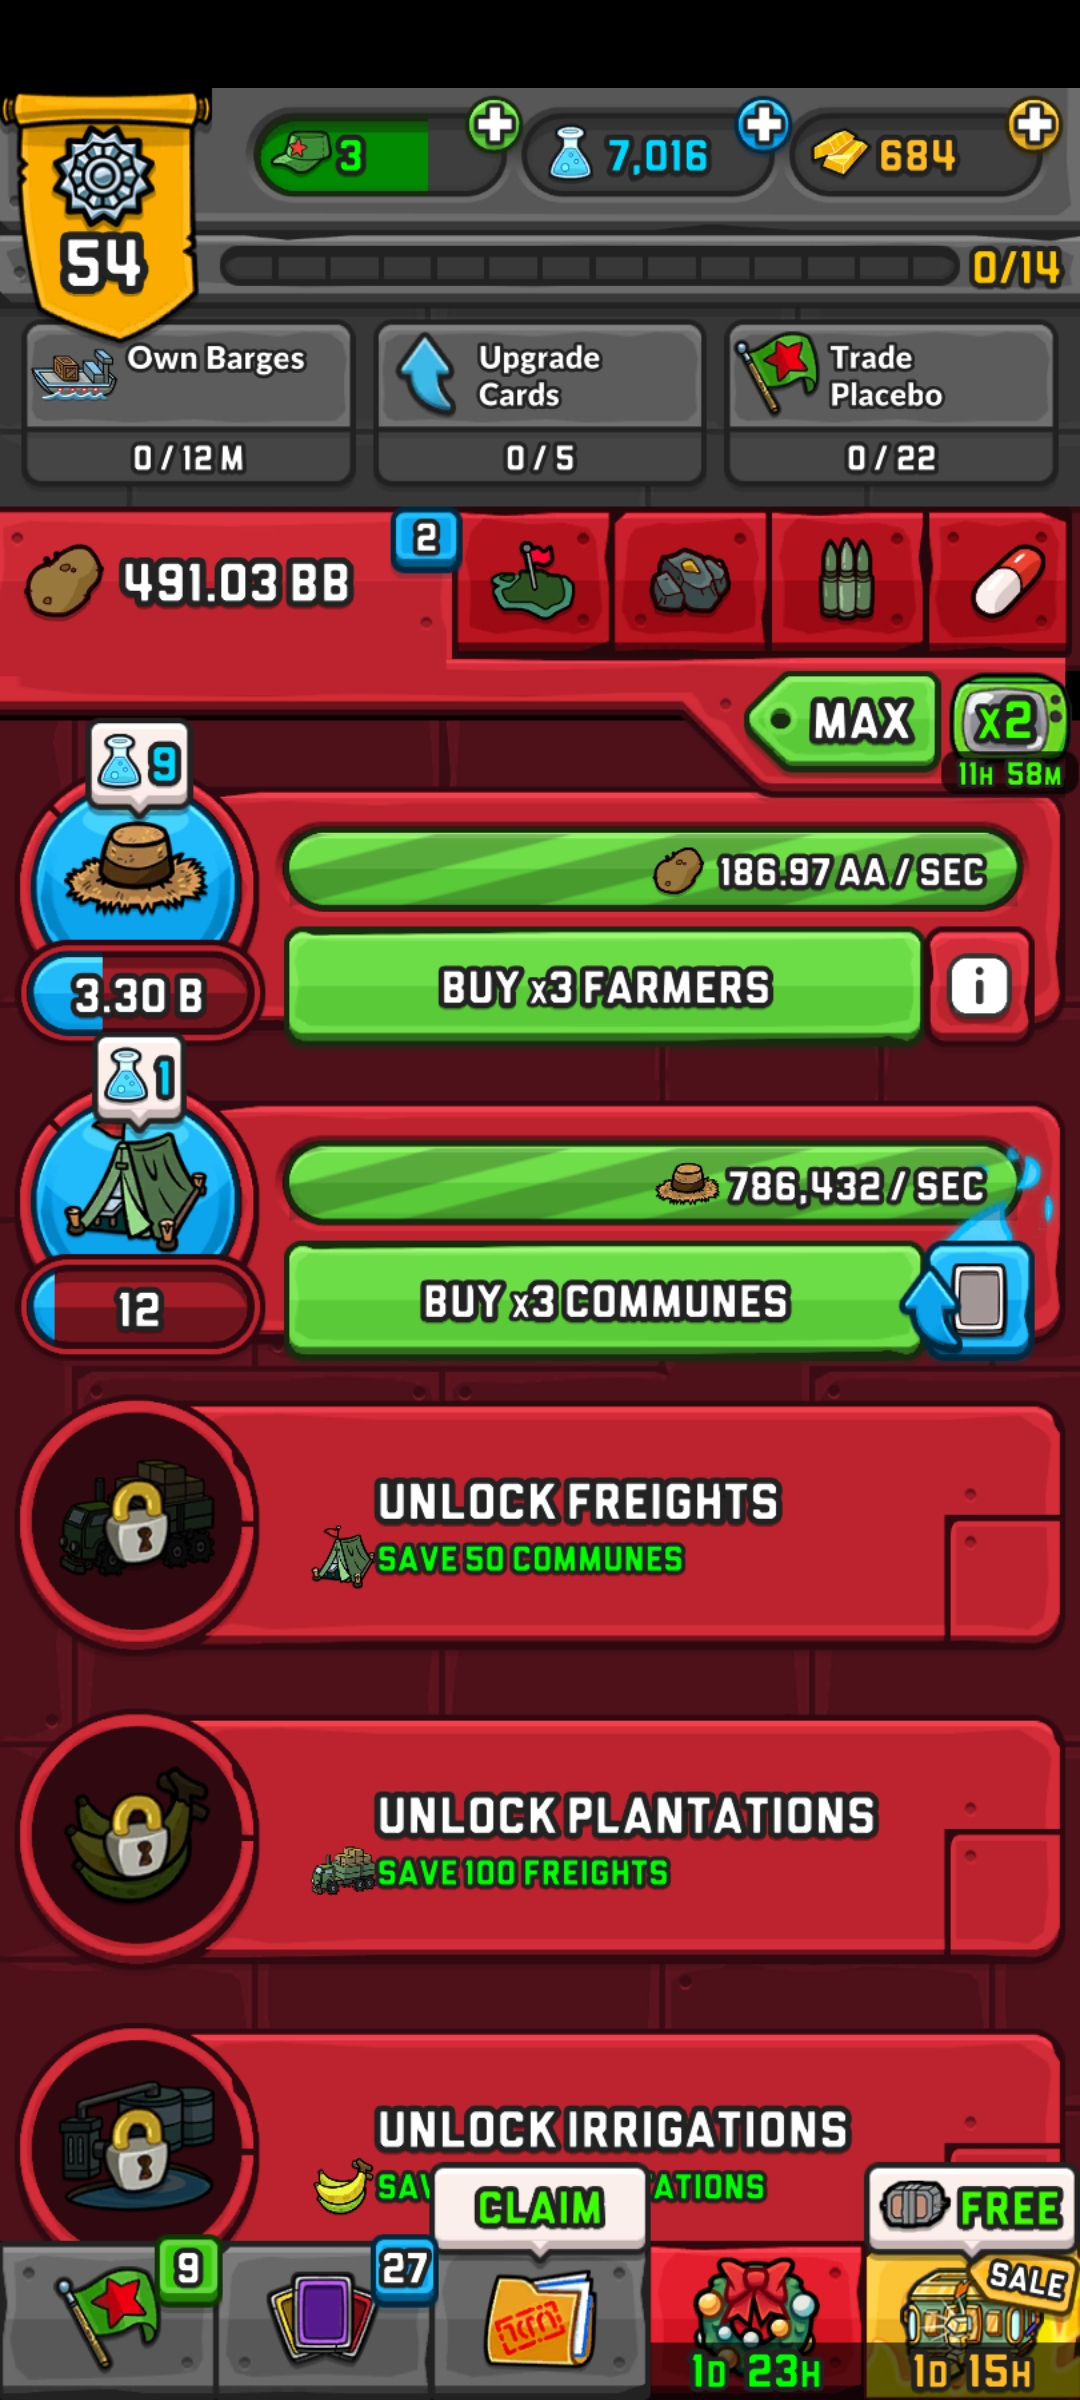 3
7,016
684
54
0/14
Own Barges
0 / 12 M
Upgrade
Cards
0 / 5
Trade
Placebo
0 / 22
491.03 BB
2
MAX
x2
11H 58M
9
186.97 AA / SEC
3.30 B
BUY x3 FARMERS
i
1
786,432 / SEC
12
BUY x3 COMMUNES
UNLOCK FREIGHTS
SAVE 50 COMMUNES
UNLOCK PLANTATIONS
SAVE 100 FREIGHTS
UNLOCK IRRIGATIONS
CLAIM
FREE
9
27
SALE
1D 23H
1D 15H